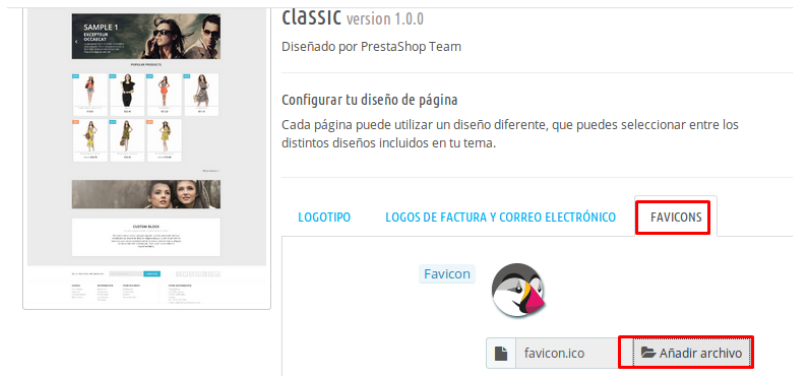 classic version 1.0.0
Diseñado por PrestaShop Team
Configurar tu diseño de página
Cada página puede utilizar un diseño diferente, que puedes seleccionar entre los
distintos diseños incluidos en tu tema.
LOGOTIPO LOGOS DE FACTURA Y CORREO ELECTRÓNICO FAVICONS
Favicon
favicon.ico Añadir archivo
SAMPLE 1
EXCEPTEUR
OCCAECAT
POPULAR PRODUCTS
CUSTOM BLOCK